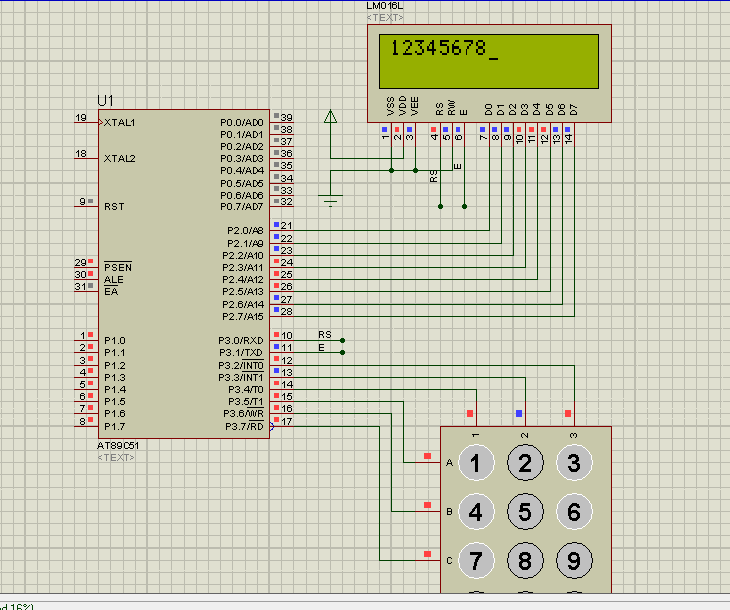 LM016L
<TEXT>
12345678_
VSS VDD VEE RS RW E D0 D1 D2 D3 D4 D5 D6 D7
1 2 3 4 5 6 7 8 9 10 11 12 13 14
RS E
U1
19 XTAL1 P0.0/AD0 39
P0.1/AD1 38
P0.2/AD2 37
18 XTAL2 P0.3/AD3 36
P0.4/AD4 35
P0.5/AD5 34
P0.6/AD6 33
9 RST P0.7/AD7 32
P2.0/A8 21
P2.1/A9 22
P2.2/A10 23
29 PSEN P2.3/A11 24
30 ALE P2.4/A12 25
31 EA P2.5/A13 26
P2.6/A14 27
P2.7/A15 28
1 P1.0 P3.0/RXD 10 RS
2 P1.1 P3.1/TXD 11 E
3 P1.2 P3.2/INT0 12
4 P1.3 P3.3/INT1 13
5 P1.4 P3.4/T0 14
6 P1.5 P3.5/T1 15
7 P1.6 P3.6/WR 16
8 P1.7 P3.7/RD 17
AT89C51
<TEXT>
1 2 3
A 1 2 3
B 4 5 6
C 7 8 9